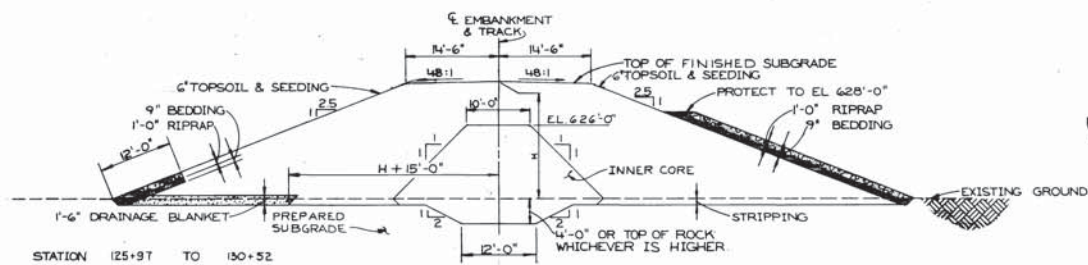 ℄ EMBANKMENT
& TRACK
14'-6" 14'-6"
48:1 48:1
TOP OF FINISHED SUBGRADE
6" TOPSOIL & SEEDING
6" TOPSOIL & SEEDING
PROTECT TO EL 628'-0"
2.5
1
2.5
1
9" BEDDING
1'-0" RIPRAP
10'-0"
EL. 626'-0"
1'-0" RIPRAP
9" BEDDING
12'-0"
1
1
1
1
H
H + 15'-0"
1
1
1
1
INNER CORE
EXISTING GROUND
1'-6" DRAINAGE BLANKET
PREPARED
SUBGRADE
1
2
1
2
STRIPPING
4'-0" OR TOP OF ROCK
WHICHEVER IS HIGHER
12'-0"
STATION 125+97 TO 130+52